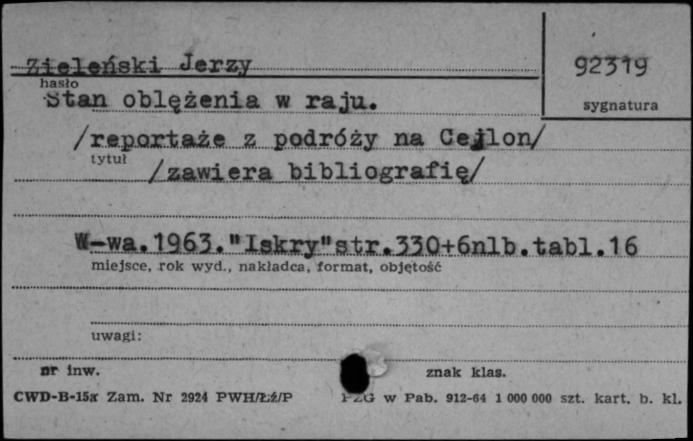 Zieleński Jerzy
92319
hasło
sygnatura
Stan oblężenia w raju.
/reportaże z podróży na Cejlon/
tytuł
/zawiera bibliografię/
W-wa.1963."Iskry"str.330+6nlb.tabl.16
miejsce, rok wyd., nakładca, format, objętość
uwagi:
nr inw.
znak klas.
CWD-B-15a Zam. Nr 2924 PWH/Łź/P PZG w Pab. 912-64 1 000 000 szt. kart. b. kl.